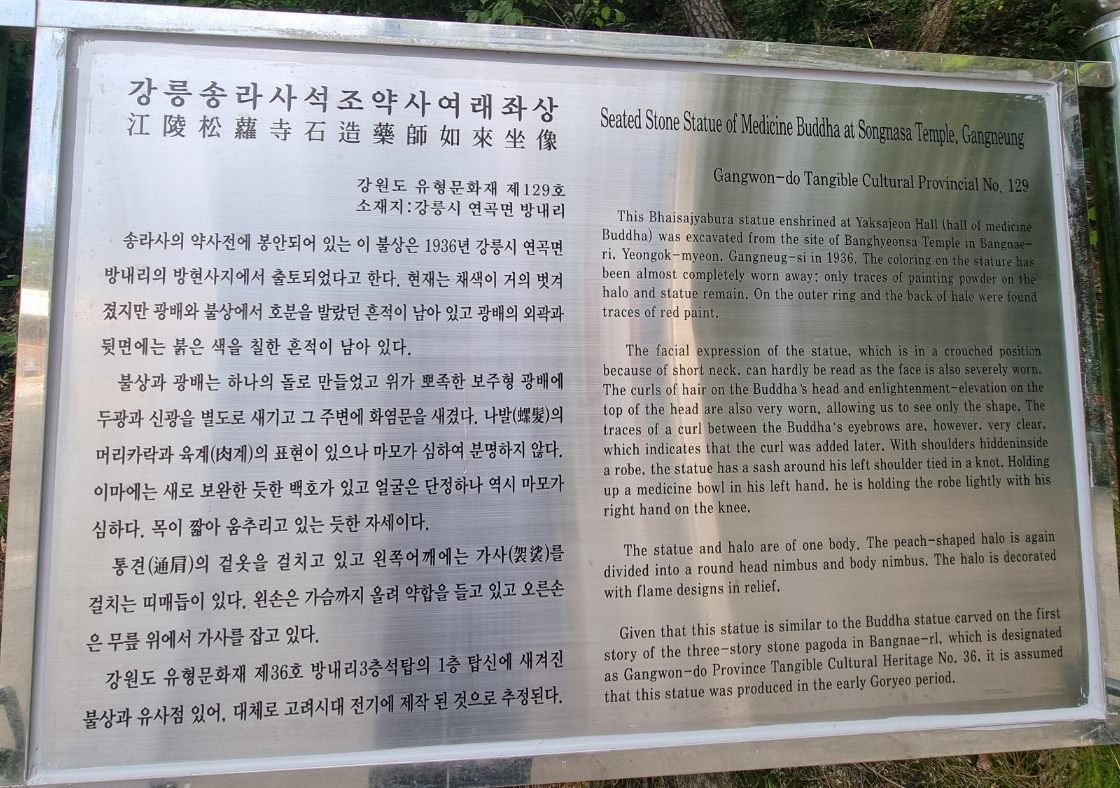 강릉송라사석조약사여래좌상
江陵松蘿寺石造藥師如來坐像
강원도 유형문화재 제129호
소재지:강릉시 연곡면 방내리
송라사의 약사전에 봉안되어 있는 이 불상은 1936년 강릉시 연곡면
방내리의 방현사지에서 출토되었다고 한다. 현재는 채색이 거의 벗겨
졌지만 광배와 불상에서 호분을 발랐던 흔적이 남아 있고 광배의 외곽과
뒷면에는 붉은 색을 칠한 흔적이 남아 있다.
불상과 광배는 하나의 돌로 만들었고 위가 뾰족한 보주형 광배에
두광과 신광을 별도로 새기고 그 주변에 화염문을 새겼다. 나발(螺髮)의
머리카락과 육계(肉계)의 표현이 있으나 마모가 심하여 분명하지 않다.
이마에는 새로 보완한 듯한 백호가 있고 얼굴은 단정하나 역시 마모가
심하다. 목이 짧아 움추리고 있는 듯한 자세이다.
통견(通肩)의 겉옷을 걸치고 있고 왼쪽어깨에는 가사(袈裟)를
걸치는 띠매듭이 있다. 왼손은 가슴까지 올려 약합을 들고 있고 오른손
은 무릎 위에서 가사를 잡고 있다.
강원도 유형문화재 제36호 방내리3층석탑의 1층 탑신에 새겨진
불상과 유사점 있어, 대체로 고려시대 전기에 제작 된 것으로 추정된다.
Seated Stone Statue of Medicine Buddha at Songnasa Temple, Gangneung
Gangwon-do Tangible Cultural Provincial No. 129
This Bhaisajyabura statue enshrined at Yaksajeon Hall (hall of medicine
Buddha) was excavated from the site of Banghyeonsa Temple in Bangnae-
ri, Yeongok-myeon, Gangneug-si in 1936. The coloring on the stature has
been almost completely worn away; only traces of painting powder on the
halo and statue remain. On the outer ring and the back of halo were found
traces of red paint.
The facial expression of the statue, which is in a crouched position
because of short neck, can hardly be read as the face is also severely worn.
The curls of hair on the Buddha's head and enlightenment-elevation on the
top of the head are also very worn, allowing us to see only the shape. The
traces of a curl between the Buddha's eyebrows are, however, very clear,
which indicates that the curl was added later. With shoulders hiddeninside
a robe, the statue has a sash around his left shoulder tied in a knot. Holding
up a medicine bowl in his left hand, he is holding the robe lightly with his
right hand on the knee.
The statue and halo are of one body. The peach-shaped halo is again
divided into a round head nimbus and body nimbus. The halo is decorated
with flame designs in relief.
Given that this statue is similar to the Buddha statue carved on the first
story of the three-story stone pagoda in Bangnae-rl, which is designated
as Gangwon-do Province Tangible Cultural Heritage No. 36, it is assumed
that this statue was produced in the early Goryeo period.